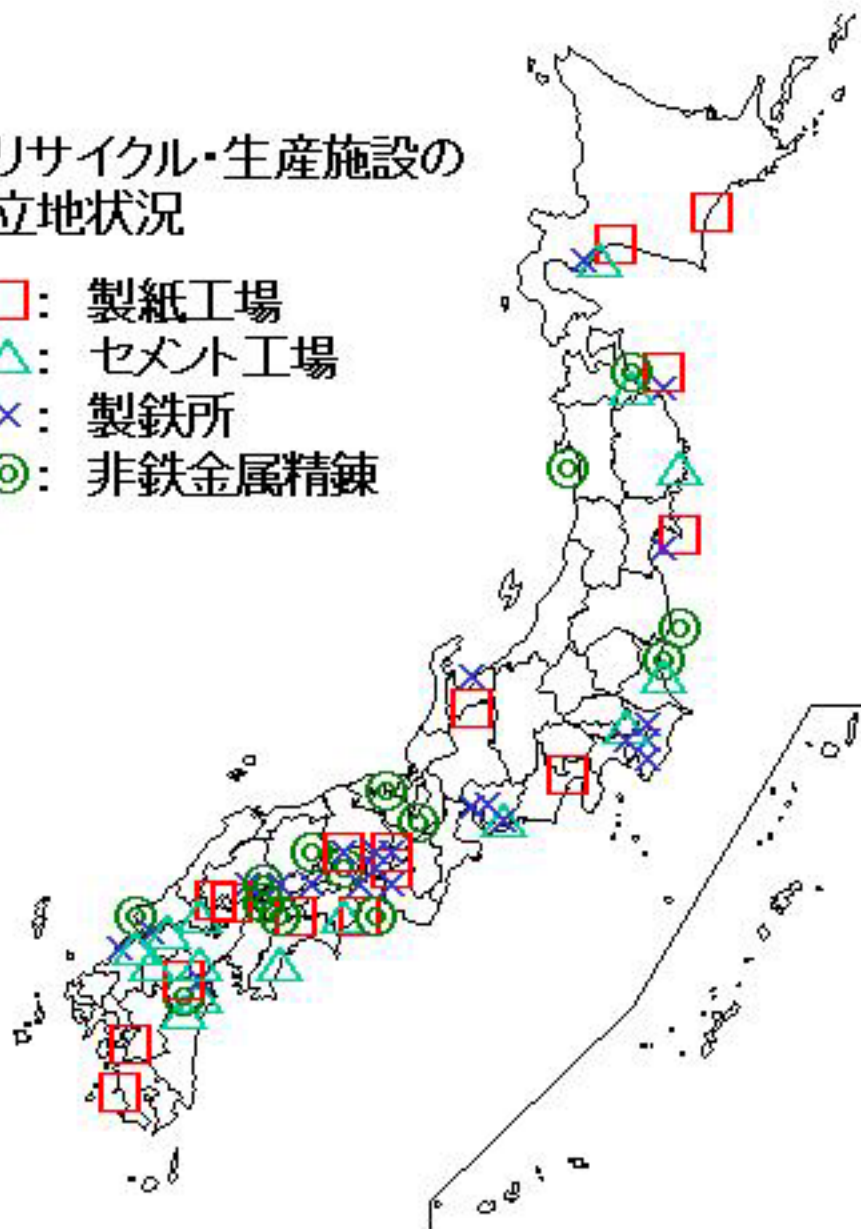 リサイクル・生産施設の
立地状況
□： 製紙工場
△： セメント工場
×： 製鉄所
◎： 非鉄金属精錬